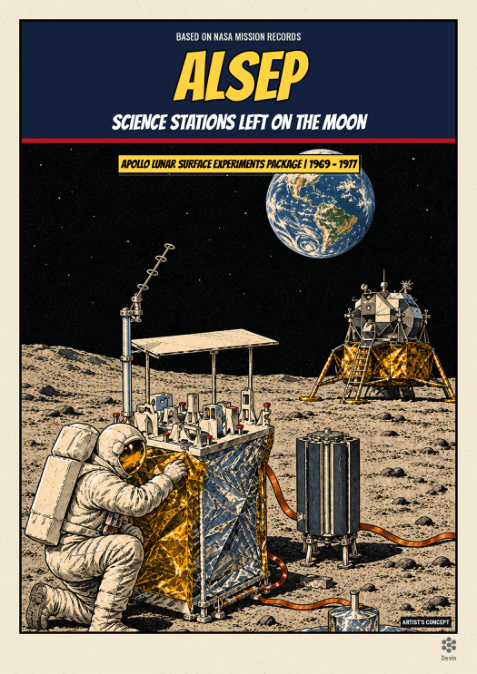 BASED ON NASA MISSION RECORDS
ALSEP
SCIENCE STATIONS LEFT ON THE MOON
APOLLO LUNAR SURFACE EXPERIMENTS PACKAGE | 1969 – 1977
ARTIST'S CONCEPT
Devin